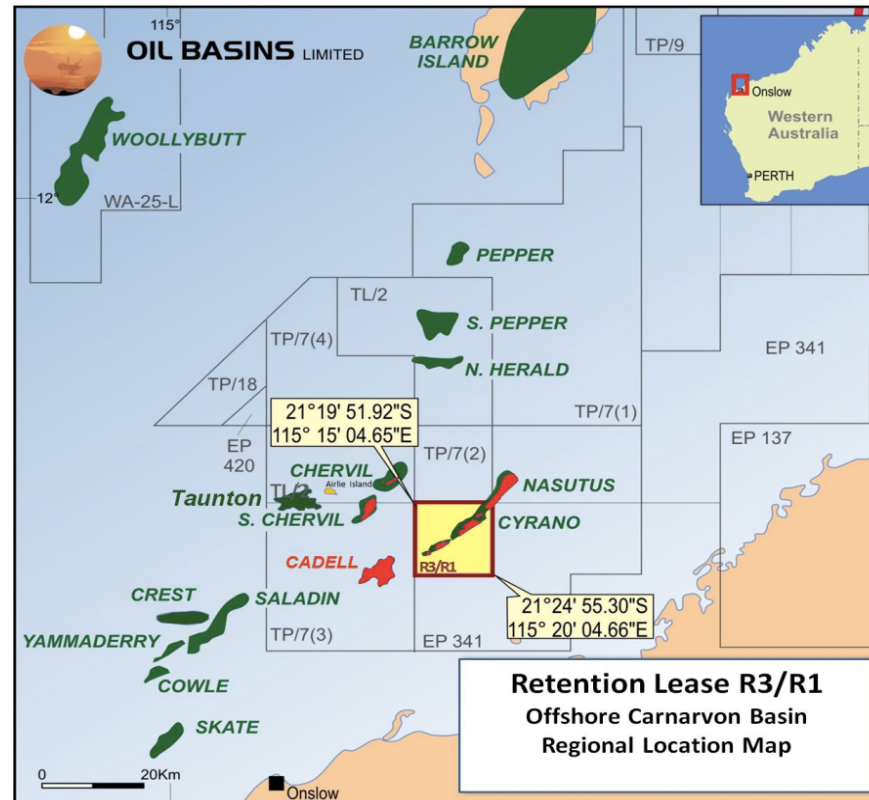 115°
OIL BASINS LIMITED
BARROW
ISLAND
TP/9
Onslow
Western
Australia
PERTH
WOOLLYBUTT
12°
WA-25-L
PEPPER
TL/2
S. PEPPER
TP/7(4)
EP 341
N. HERALD
TP/18
TP/7(1)
21°19' 51.92"S
115° 15' 04.65"E
EP
420
TP/7(2)
EP 137
CHERVIL
Airlie Island
NASUTUS
TL/2
Taunton
S. CHERVIL
CYRANO
CADELL
R3/R1
CREST
SALADIN
21°24' 55.30"S
115° 20' 04.66"E
YAMMADERRY
TP/7(3)
EP 341
COWLE
SKATE
Retention Lease R3/R1
Offshore Carnarvon Basin
Regional Location Map
0 20Km
Onslow